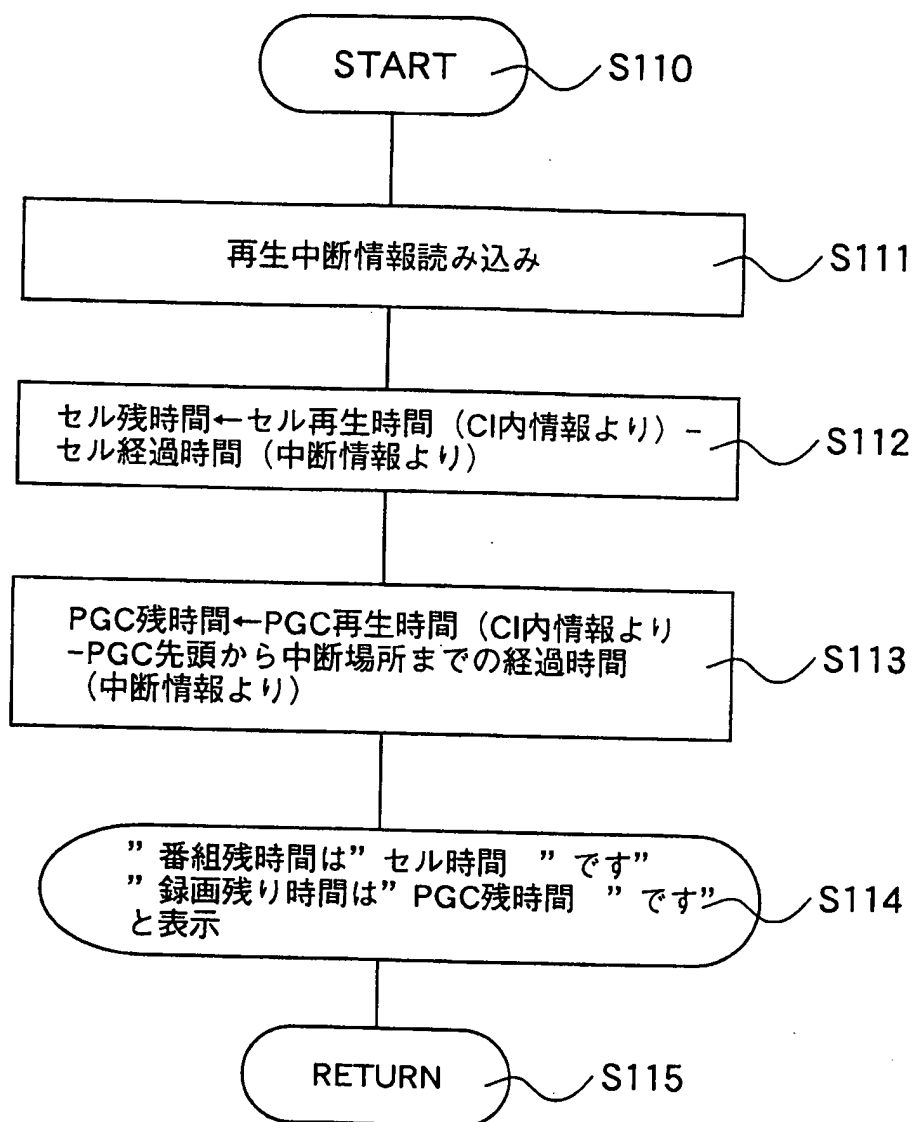 START
S110
再生中断情報読み込み
S111
セル残時間←セル再生時間（CI内情報より）-
セル経過時間（中断情報より）
S112
PGC残時間←PGC再生時間（CI内情報より
-PGC先頭から中断場所までの経過時間
（中断情報より）
S113
” 番組残時間は” セル時間　” です”
” 録画残り時間は” PGC残時間　” です”
と表示
S114
RETURN
S115